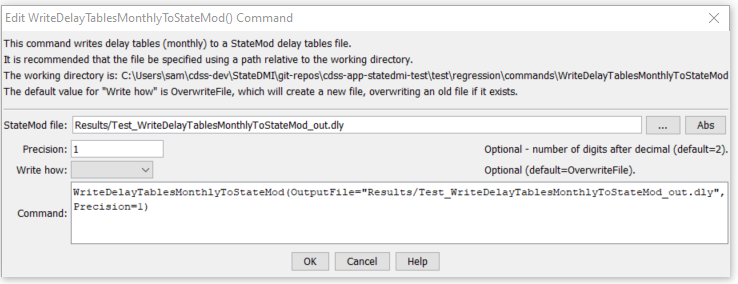 Edit WriteDelayTablesMonthlyToStateMod() Command
This command writes delay tables (monthly) to a StateMod delay tables file.
It is recommended that the file be specified using a path relative to the working directory.
The working directory is: C:\Users\sam\cdss-dev\StateDMI\git-repos\cdss-app-statedmi-test\test\regression\commands\WriteDelayTablesMonthlyToStateMod
The default value for "Write how" is OverwriteFile, which will create a new file, overwriting an old file if it exists.
StateMod file: Results/Test_WriteDelayTablesMonthlyToStateMod_out.dly ... Abs
Precision: 1 Optional - number of digits after decimal (default=2).
Write how: Optional (default=OverwriteFile).
Command: WriteDelayTablesMonthlyToStateMod(OutputFile="Results/Test_WriteDelayTablesMonthlyToStateMod_out.dly",
Precision=1)
OK Cancel Help